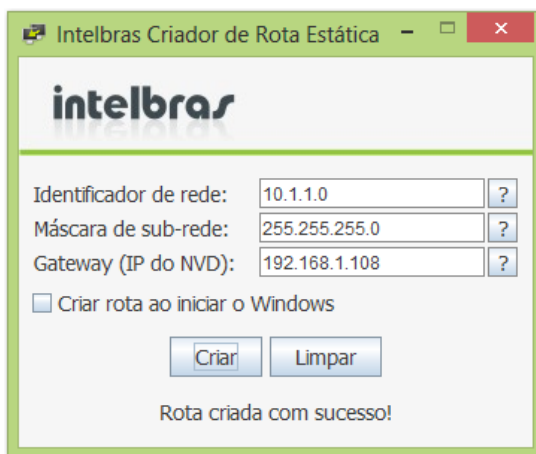 Intelbras Criador de Rota Estática
intelbras
Identificador de rede: 10.1.1.0 ?
Máscara de sub-rede: 255.255.255.0 ?
Gateway (IP do NVD): 192.168.1.108 ?
Criar rota ao iniciar o Windows
Criar Limpar
Rota criada com sucesso!